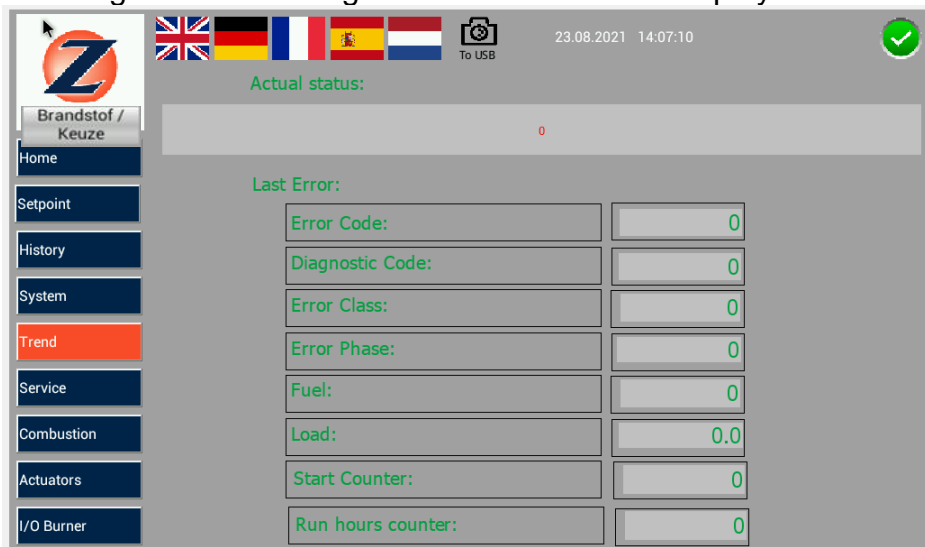 To USB
23.08.2021 14:07:10
Actual status:
0
Brandstof /
Keuze
Home
Setpoint
History
System
Trend
Service
Combustion
Actuators
I/O Burner
Last Error:
Error Code: 0
Diagnostic Code: 0
Error Class: 0
Error Phase: 0
Fuel: 0
Load: 0.0
Start Counter: 0
Run hours counter: 0